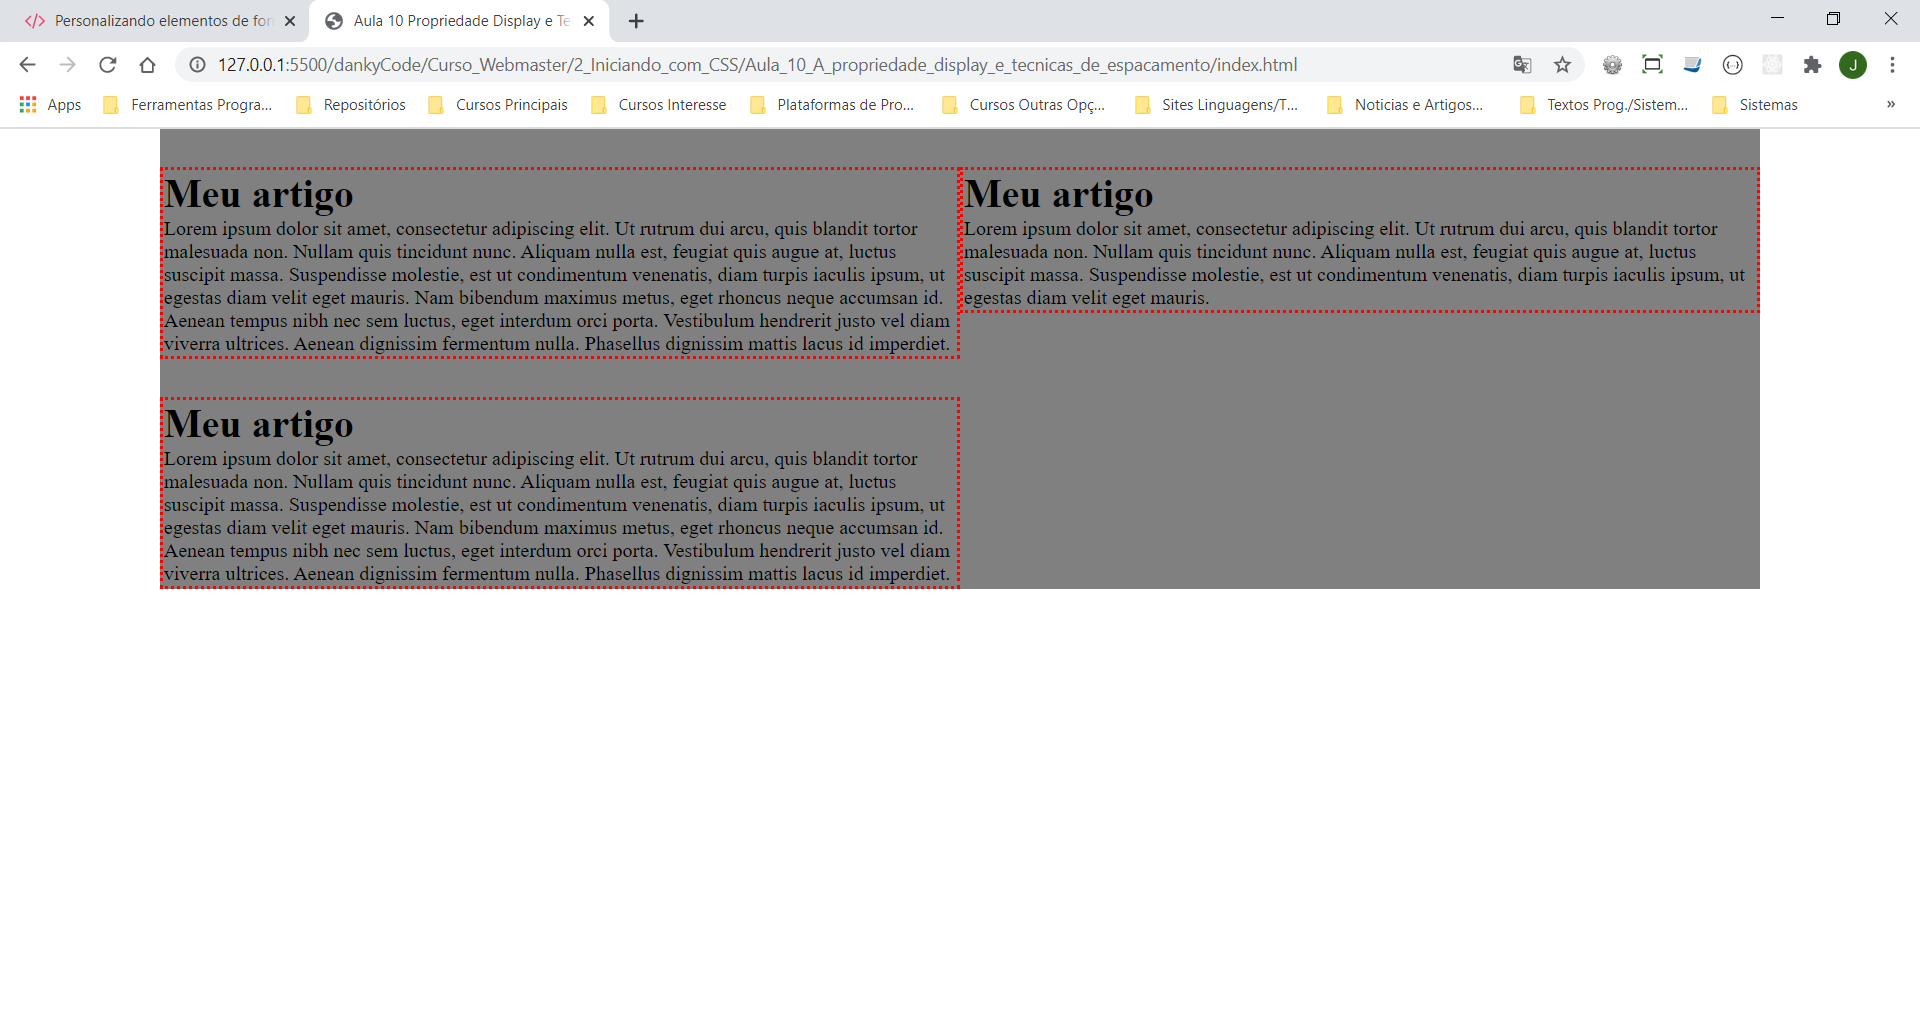 Personalizando elementos de for
Aula 10 Propriedade Display e Te
127.0.0.1:5500/dankyCode/Curso_Webmaster/2_Iniciando_com_CSS/Aula_10_A_propriedade_display_e_tecnicas_de_espacamento/index.html
J
Apps
Ferramentas Progra...
Repositórios
Cursos Principais
Cursos Interesse
Plataformas de Pro...
Cursos Outras Opç...
Sites Linguagens/T...
Noticias e Artigos...
Textos Prog./Sistem...
Sistemas
»
Meu artigo
Lorem ipsum dolor sit amet, consectetur adipiscing elit. Ut rutrum dui arcu, quis blandit tortor
malesuada non. Nullam quis tincidunt nunc. Aliquam nulla est, feugiat quis augue at, luctus
suscipit massa. Suspendisse molestie, est ut condimentum venenatis, diam turpis iaculis ipsum, ut
egestas diam velit eget mauris. Nam bibendum maximus metus, eget rhoncus neque accumsan id.
Aenean tempus nibh nec sem luctus, eget interdum orci porta. Vestibulum hendrerit justo vel diam
viverra ultrices. Aenean dignissim fermentum nulla. Phasellus dignissim mattis lacus id imperdiet.
Meu artigo
Lorem ipsum dolor sit amet, consectetur adipiscing elit. Ut rutrum dui arcu, quis blandit tortor
malesuada non. Nullam quis tincidunt nunc. Aliquam nulla est, feugiat quis augue at, luctus
suscipit massa. Suspendisse molestie, est ut condimentum venenatis, diam turpis iaculis ipsum, ut
egestas diam velit eget mauris.
Meu artigo
Lorem ipsum dolor sit amet, consectetur adipiscing elit. Ut rutrum dui arcu, quis blandit tortor
malesuada non. Nullam quis tincidunt nunc. Aliquam nulla est, feugiat quis augue at, luctus
suscipit massa. Suspendisse molestie, est ut condimentum venenatis, diam turpis iaculis ipsum, ut
egestas diam velit eget mauris. Nam bibendum maximus metus, eget rhoncus neque accumsan id.
Aenean tempus nibh nec sem luctus, eget interdum orci porta. Vestibulum hendrerit justo vel diam
viverra ultrices. Aenean dignissim fermentum nulla. Phasellus dignissim mattis lacus id imperdiet.